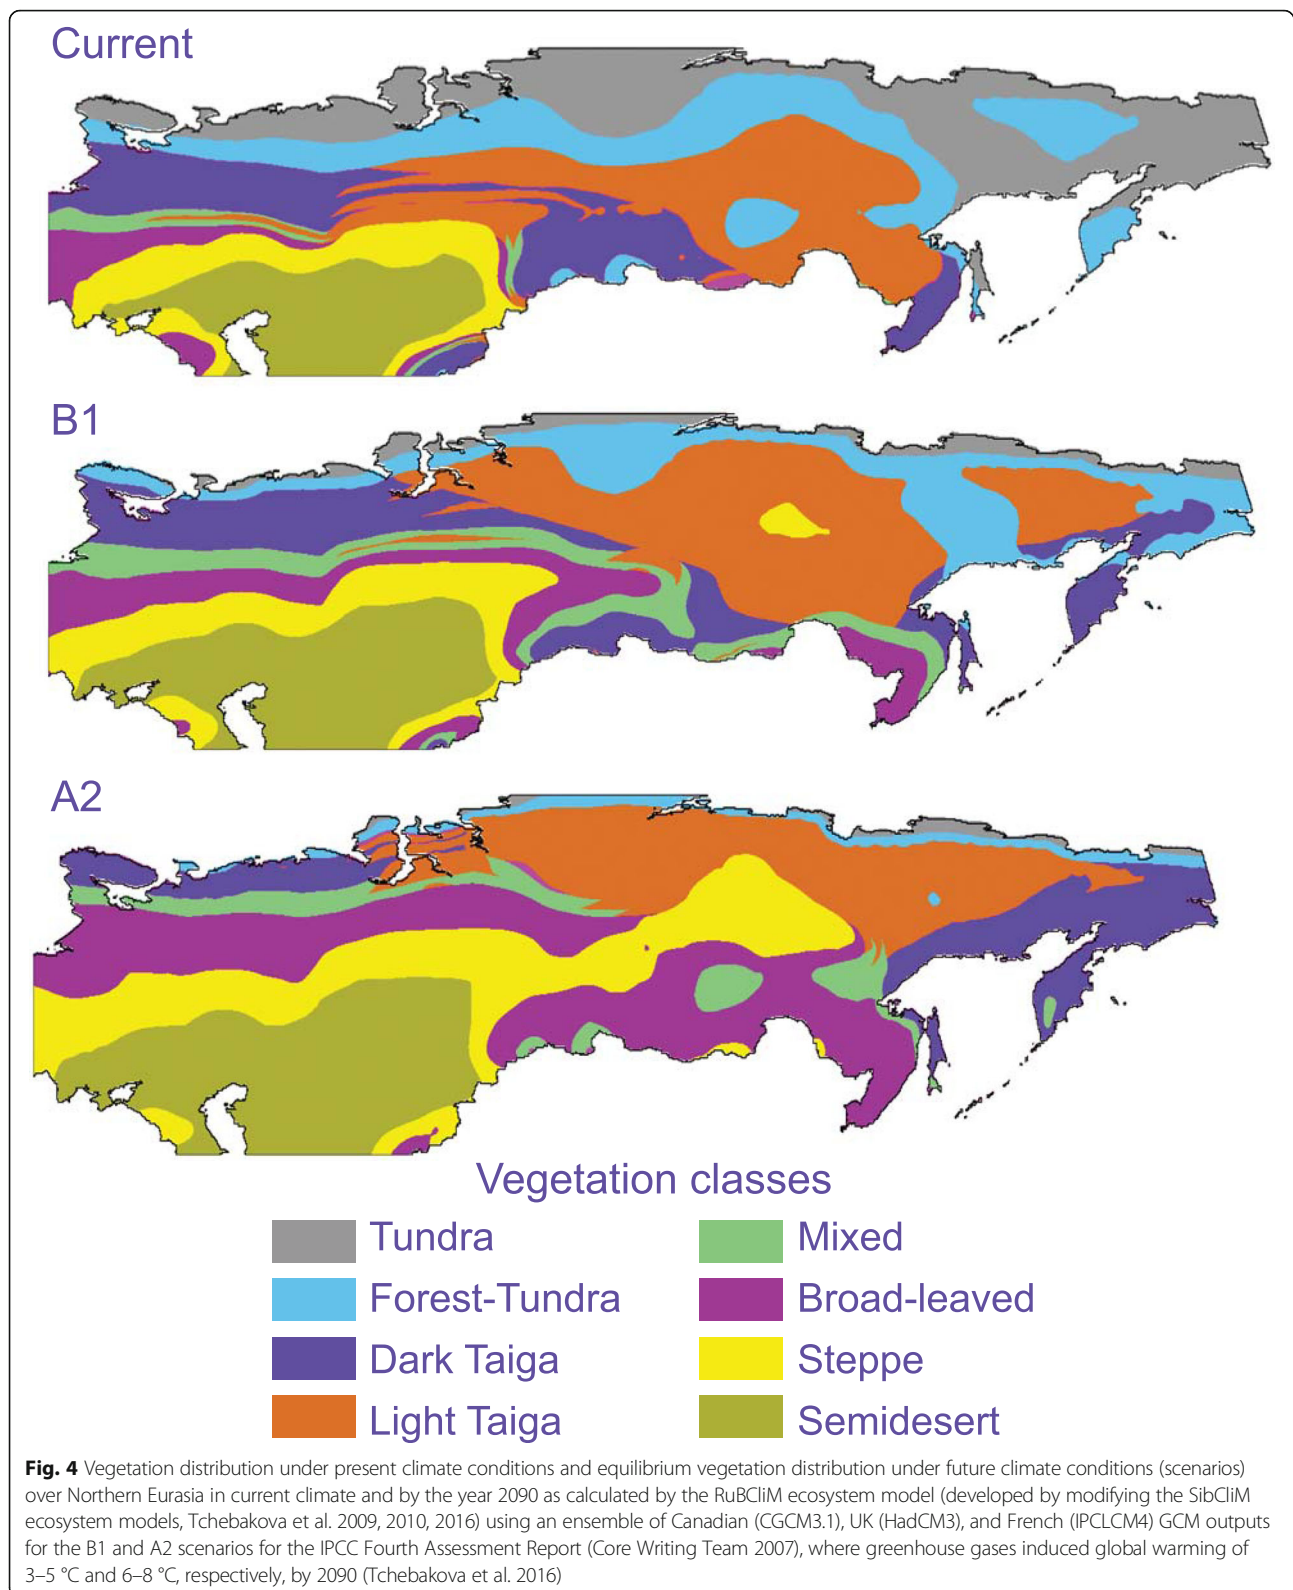 Current
B1
A2
Vegetation classes
Tundra
Forest-Tundra
Dark Taiga
Light Taiga
Mixed
Broad-leaved
Steppe
Semidesert
Fig. 4 Vegetation distribution under present climate conditions and equilibrium vegetation distribution under future climate conditions (scenarios)
over Northern Eurasia in current climate and by the year 2090 as calculated by the RuBCliM ecosystem model (developed by modifying the SibCliM
ecosystem models, Tchebakova et al. 2009, 2010, 2016) using an ensemble of Canadian (CGCM3.1), UK (HadCM3), and French (IPCLCM4) GCM outputs
for the B1 and A2 scenarios for the IPCC Fourth Assessment Report (Core Writing Team 2007), where greenhouse gases induced global warming of
3–5 °C and 6–8 °C, respectively, by 2090 (Tchebakova et al. 2016)